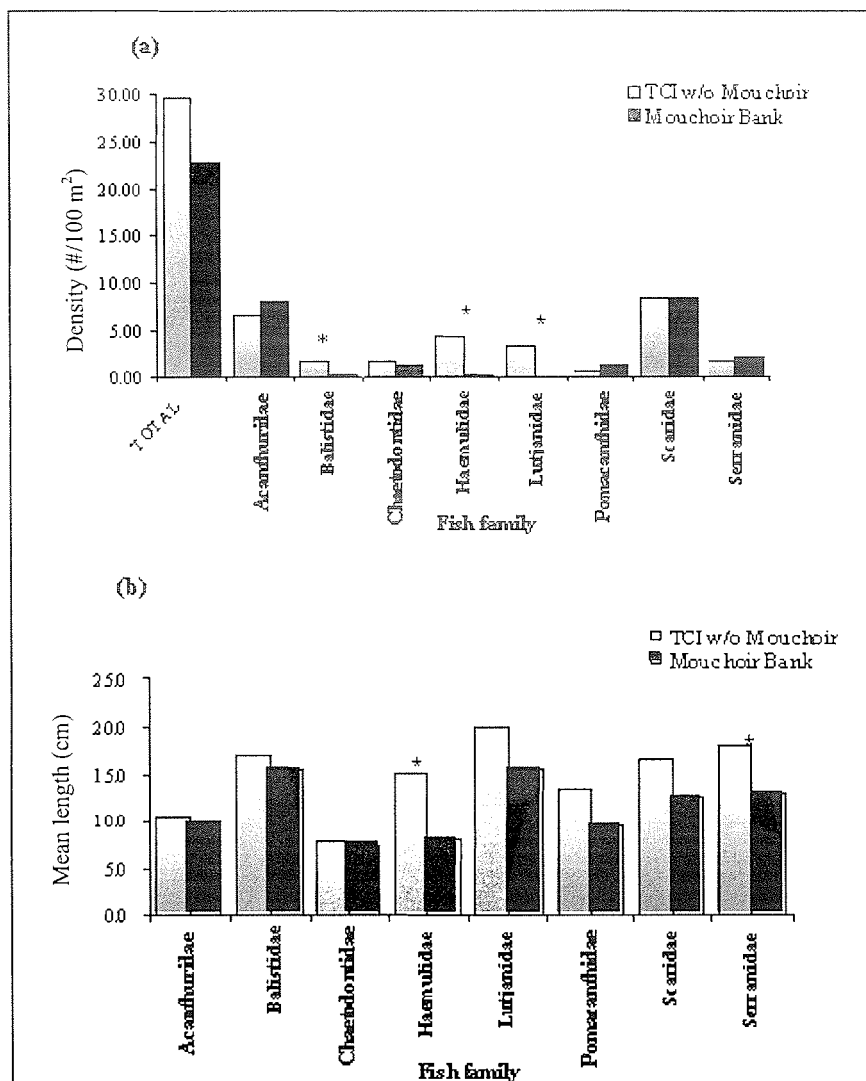 (a)
TCI w/o Mouchoir
Mouchoir Bank
30.00
25.00
20.00
15.00
10.00
5.00
0.00
Density (#/100 m²)
TOTAL
Acanthuridae
Balistidae
Chaetodontidae
Haemulidae
Lutjanidae
Pomacanthidae
Scaridae
Serranidae
*
+
+
Fish family
(b)
TCI w/o Mouchoir
Mouchoir Bank
25.0
20.0
15.0
10.0
5.0
0.0
Mean length (cm)
+
+
Acanthuridae
Balistidae
Chaetodontidae
Haemulidae
Lutjanidae
Pomacanthidae
Scaridae
Serranidae
Fish family